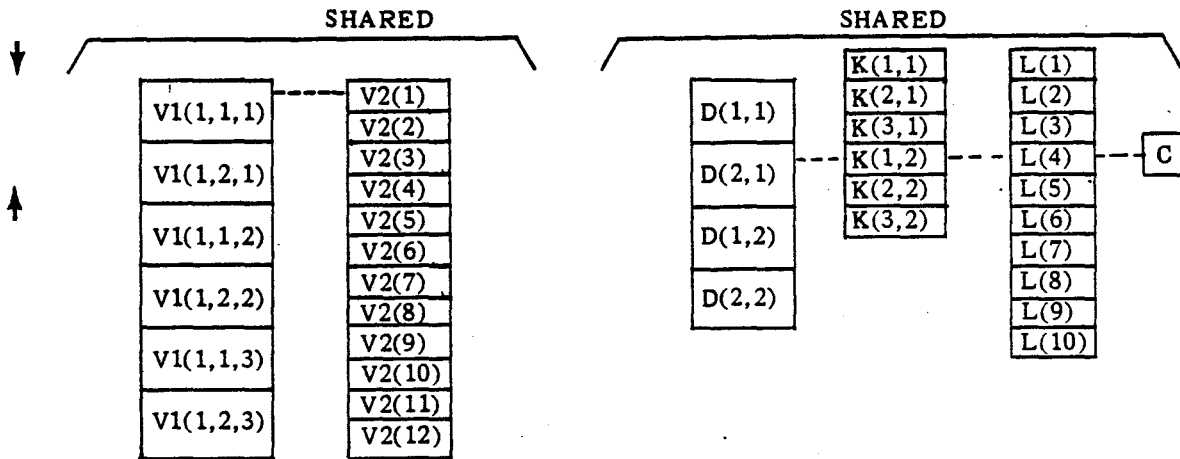 SHARED
V1(1,1,1)
V1(1,2,1)
V1(1,1,2)
V1(1,2,2)
V1(1,1,3)
V1(1,2,3)
V2(1)
V2(2)
V2(3)
V2(4)
V2(5)
V2(6)
V2(7)
V2(8)
V2(9)
V2(10)
V2(11)
V2(12)
SHARED
D(1,1)
D(2,1)
D(1,2)
D(2,2)
K(1,1)
K(2,1)
K(3,1)
K(1,2)
K(2,2)
K(3,2)
L(1)
L(2)
L(3)
L(4)
L(5)
L(6)
L(7)
L(8)
L(9)
L(10)
C